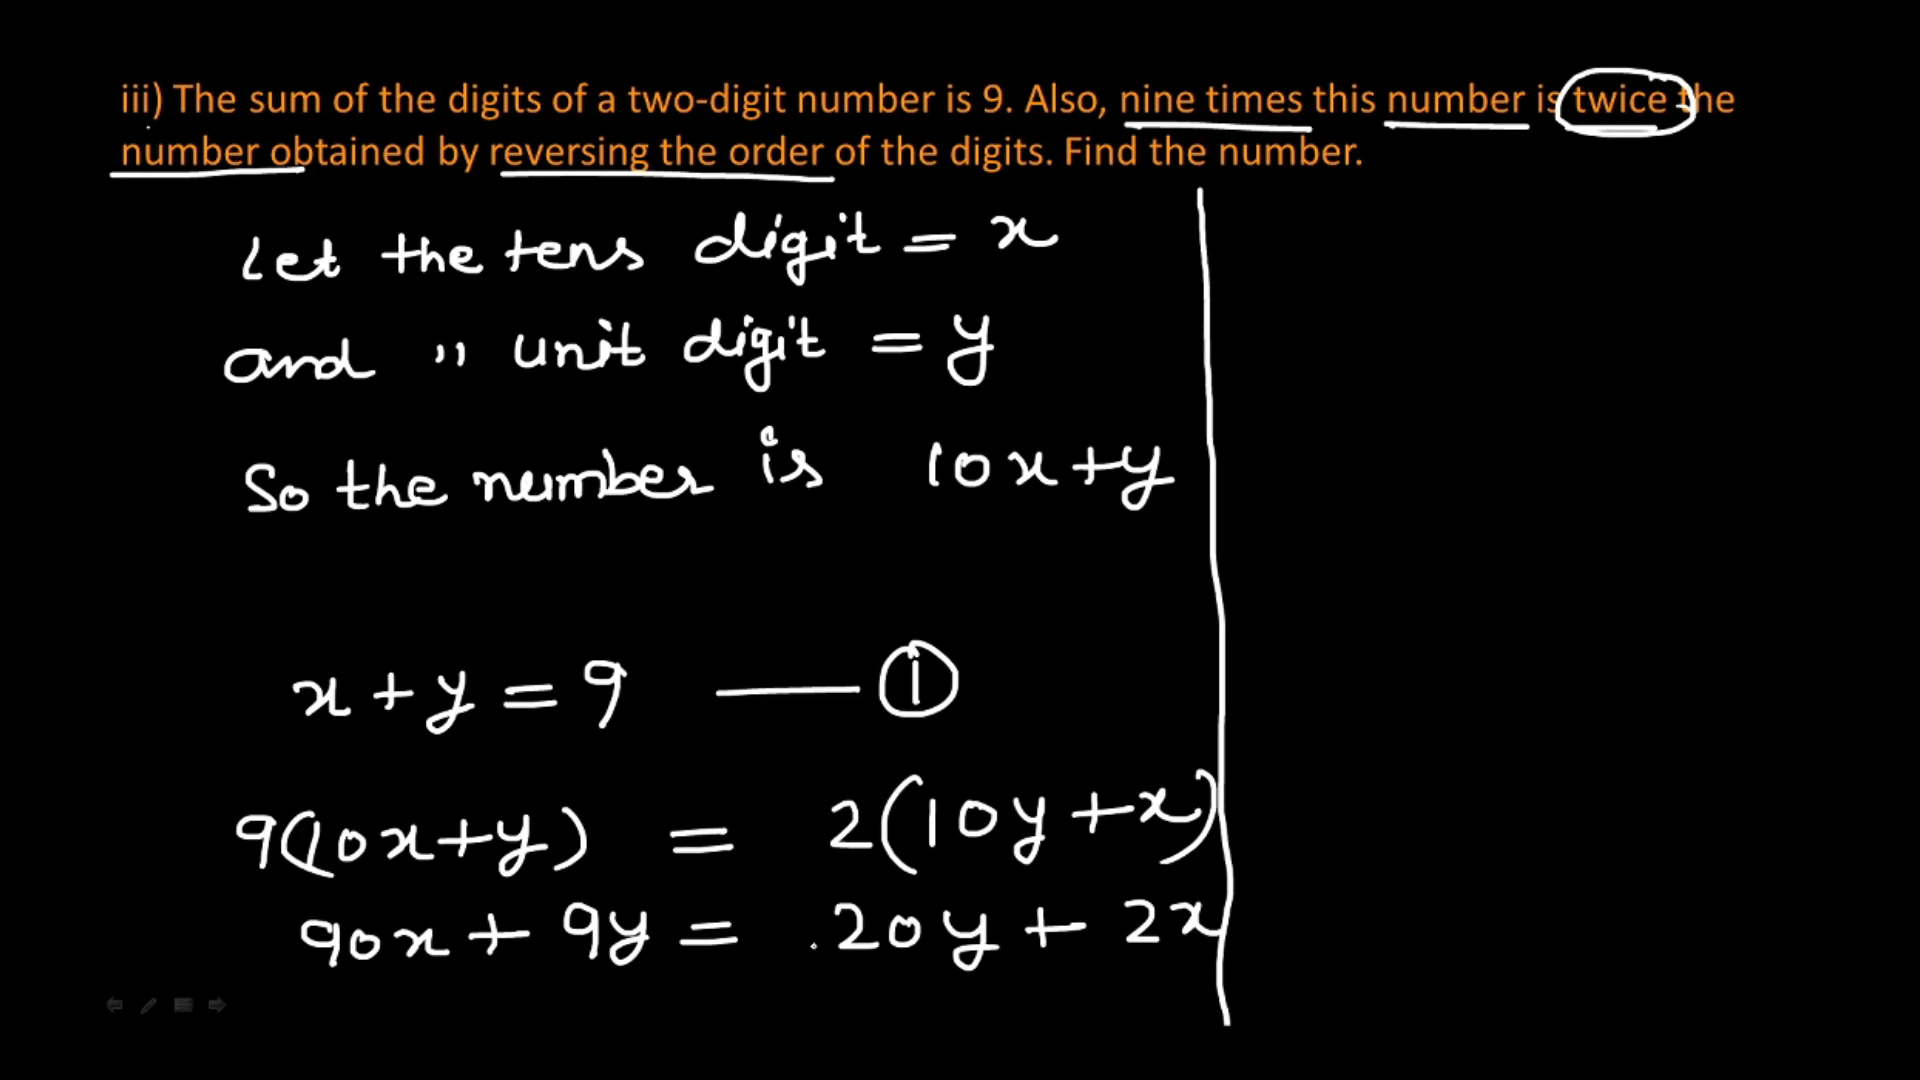 iii) The sum of the digits of a two-digit number is 9. Also, nine times this number is twice the
number obtained by reversing the order of the digits. Find the number.
Let the tens digit = x
and " unit digit = y
So the number is 10x+y
x + y = 9 —— ①
9(10x+y) = 2(10y+x)
90x + 9y = 20y + 2x